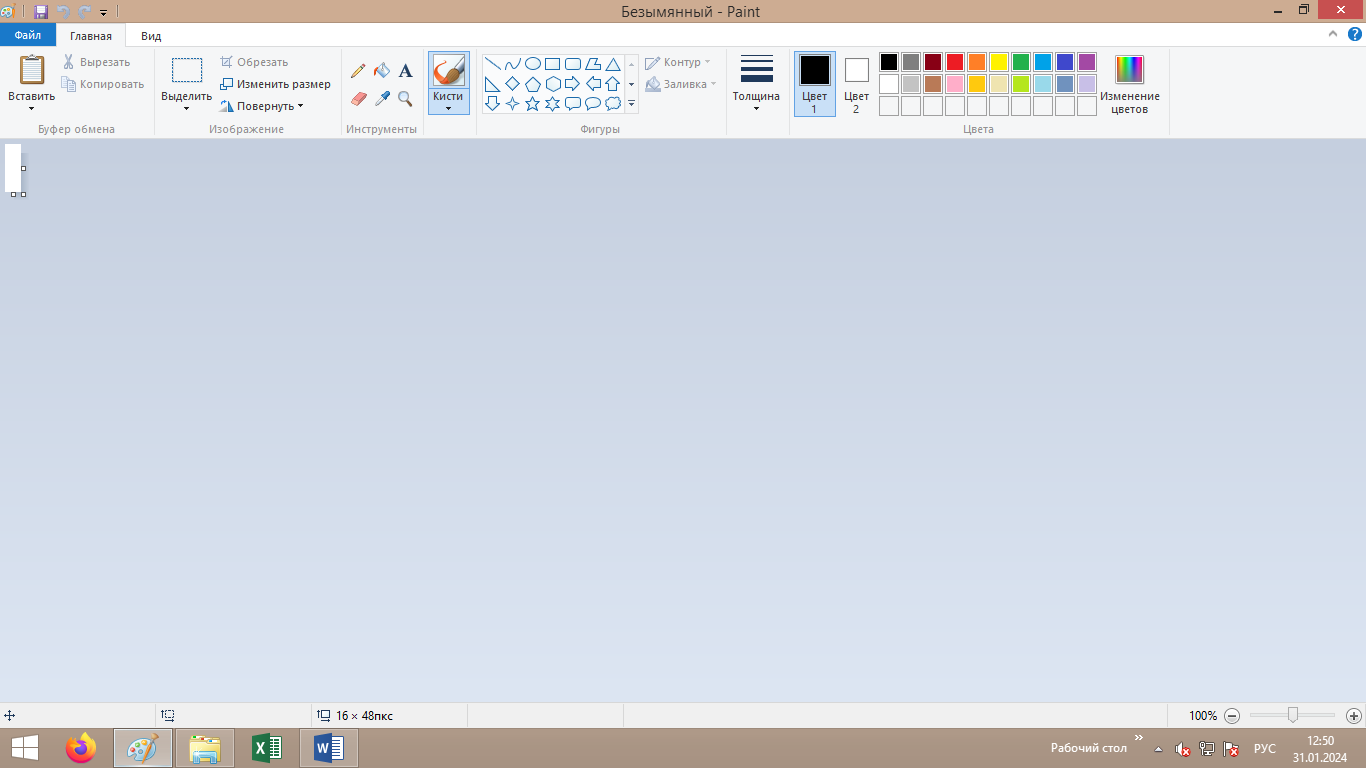 Безымянный - Paint
Файл Главная Вид
Вставить
Вырезать
Копировать
Буфер обмена
Выделить
Обрезать
Изменить размер
Повернуть
Изображение
A
Инструменты
Кисти
Фигуры
Контур
Заливка
Толщина
Цвет
1
Цвет
2
Цвета
Изменение
цветов
16 × 48пкс
100%
Рабочий стол
РУС
12:50
31.01.2024